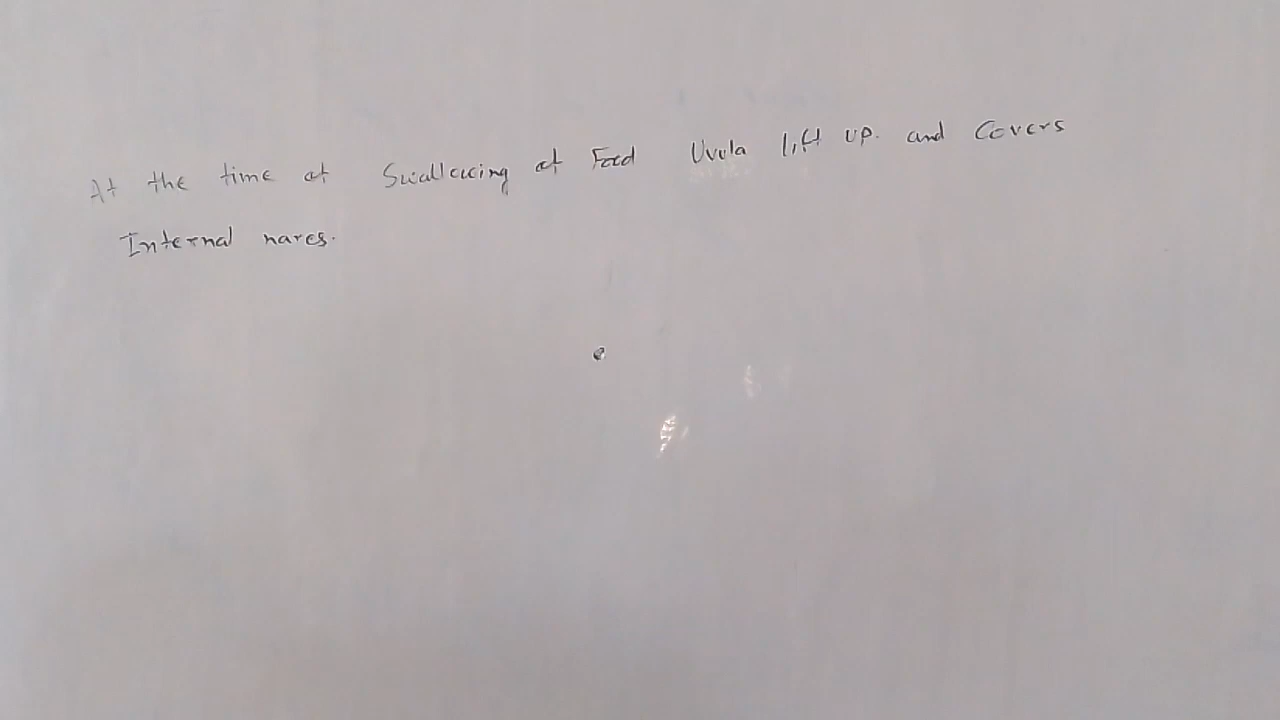 At the time of Swallowing of Food Uvula lift up. and Covers
Internal nares.